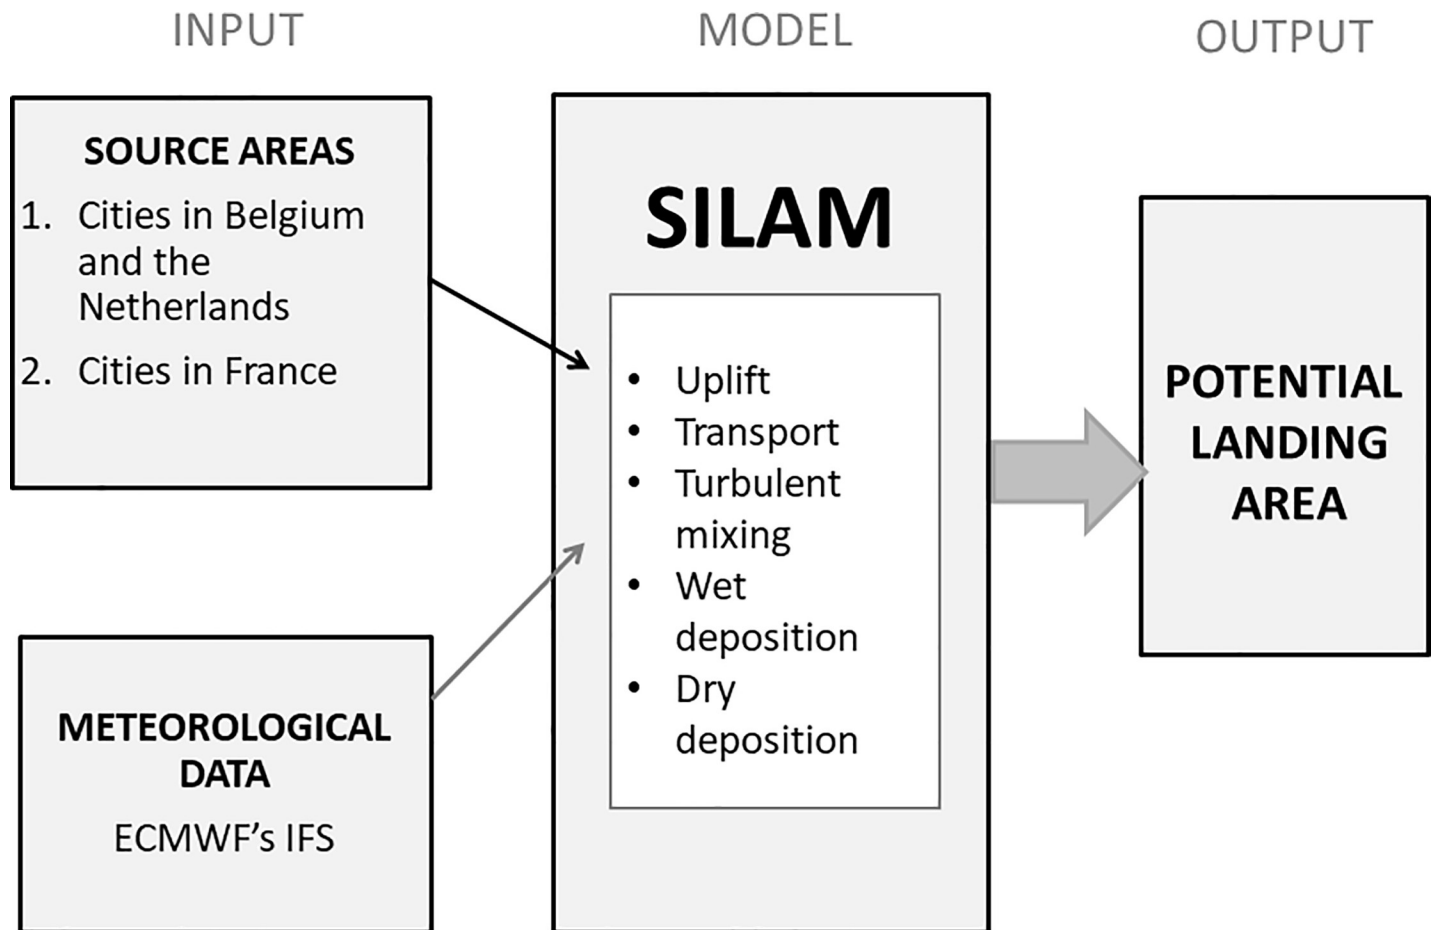 INPUT
MODEL
OUTPUT
SOURCE AREAS
1. Cities in Belgium
and the
Netherlands
2. Cities in France
METEOROLOGICAL
DATA
ECMWF’s IFS
SILAM
• Uplift
• Transport
• Turbulent
mixing
• Wet
deposition
• Dry
deposition
POTENTIAL
LANDING
AREA